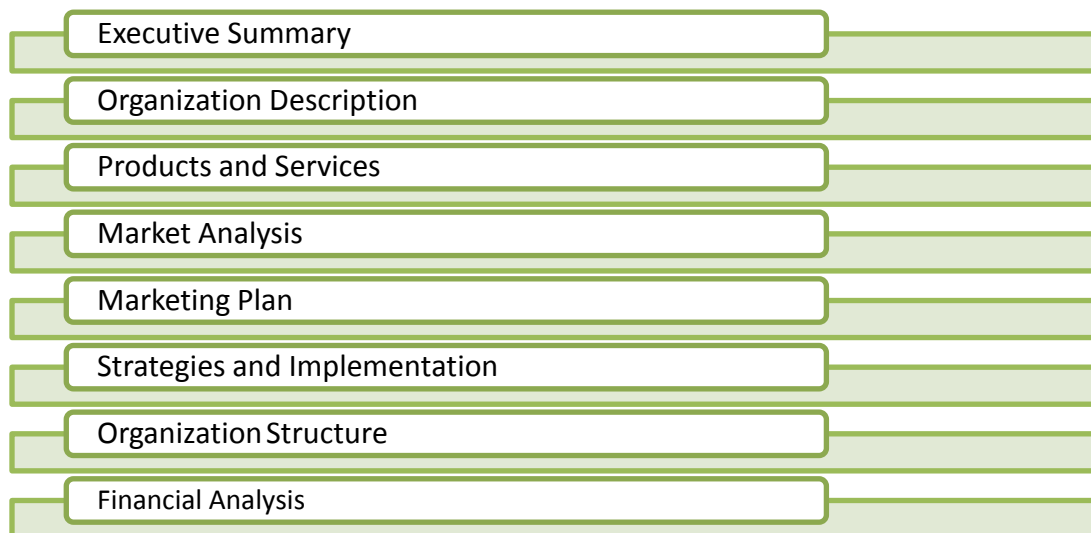 Executive Summary
Organization Description
Products and Services
Market Analysis
Marketing Plan
Strategies and Implementation
Organization Structure
Financial Analysis